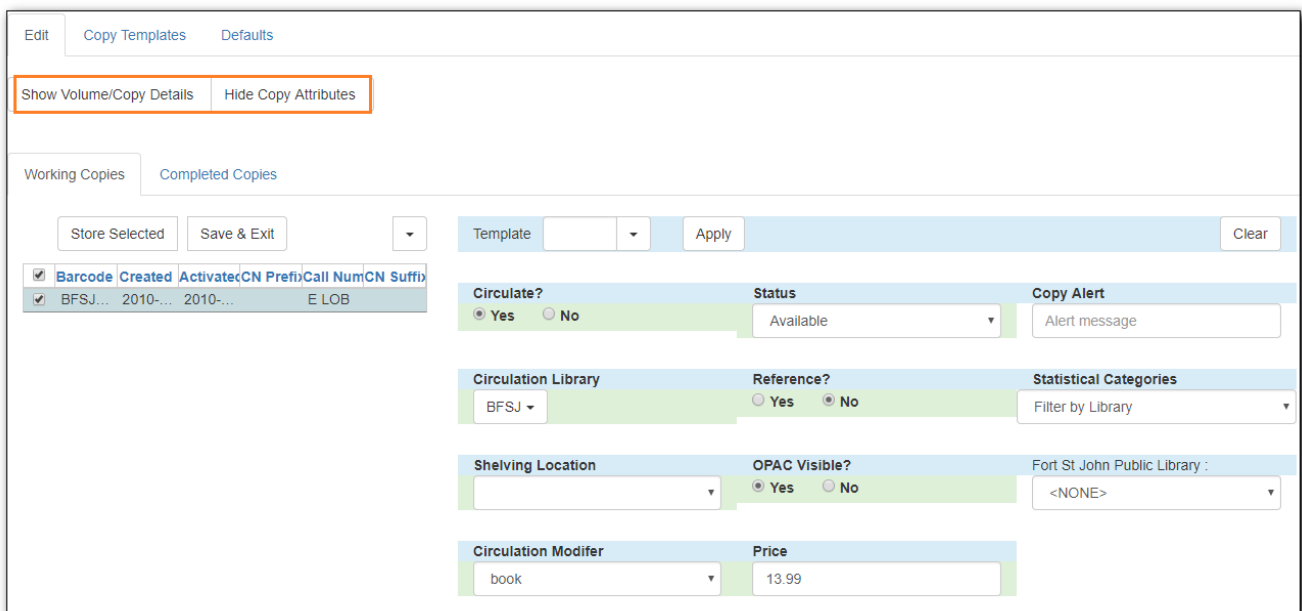 Edit Copy Templates Defaults
Show Volume/Copy Details Hide Copy Attributes
Working Copies Completed Copies
Store Selected Save & Exit Template Apply Clear
Barcode Created Activated CN Prefix Call Num CN Suffix
BFSJ... 2010-... 2010-... E LOB
Circulate? Status Copy Alert
Yes No Available Alert message
Circulation Library Reference? Statistical Categories
BFSJ Yes No Filter by Library
Shelving Location OPAC Visible? Fort St John Public Library :
Yes No <NONE>
Circulation Modifer Price
book 13.99